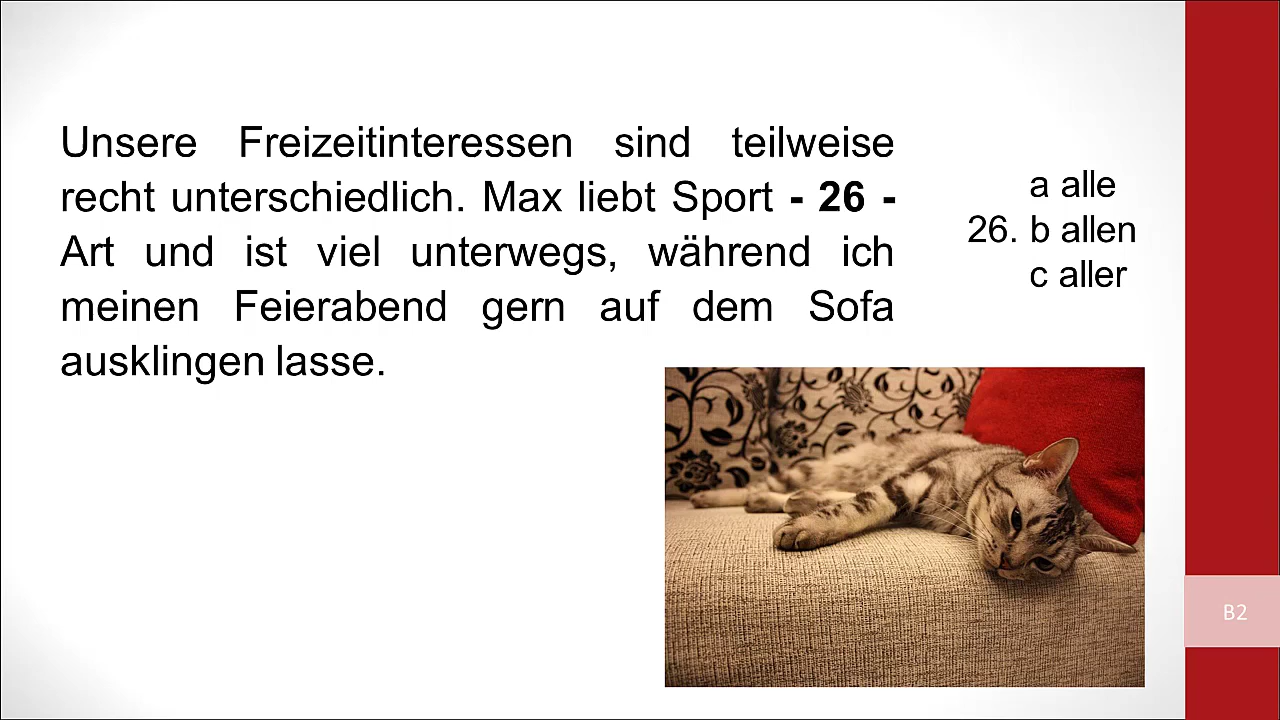 Unsere Freizeitinteressen sind teilweise
recht unterschiedlich. Max liebt Sport - 26 -
Art und ist viel unterwegs, während ich
meinen Feierabend gern auf dem Sofa
ausklingen lasse.
a alle
26. b allen
c aller
B2